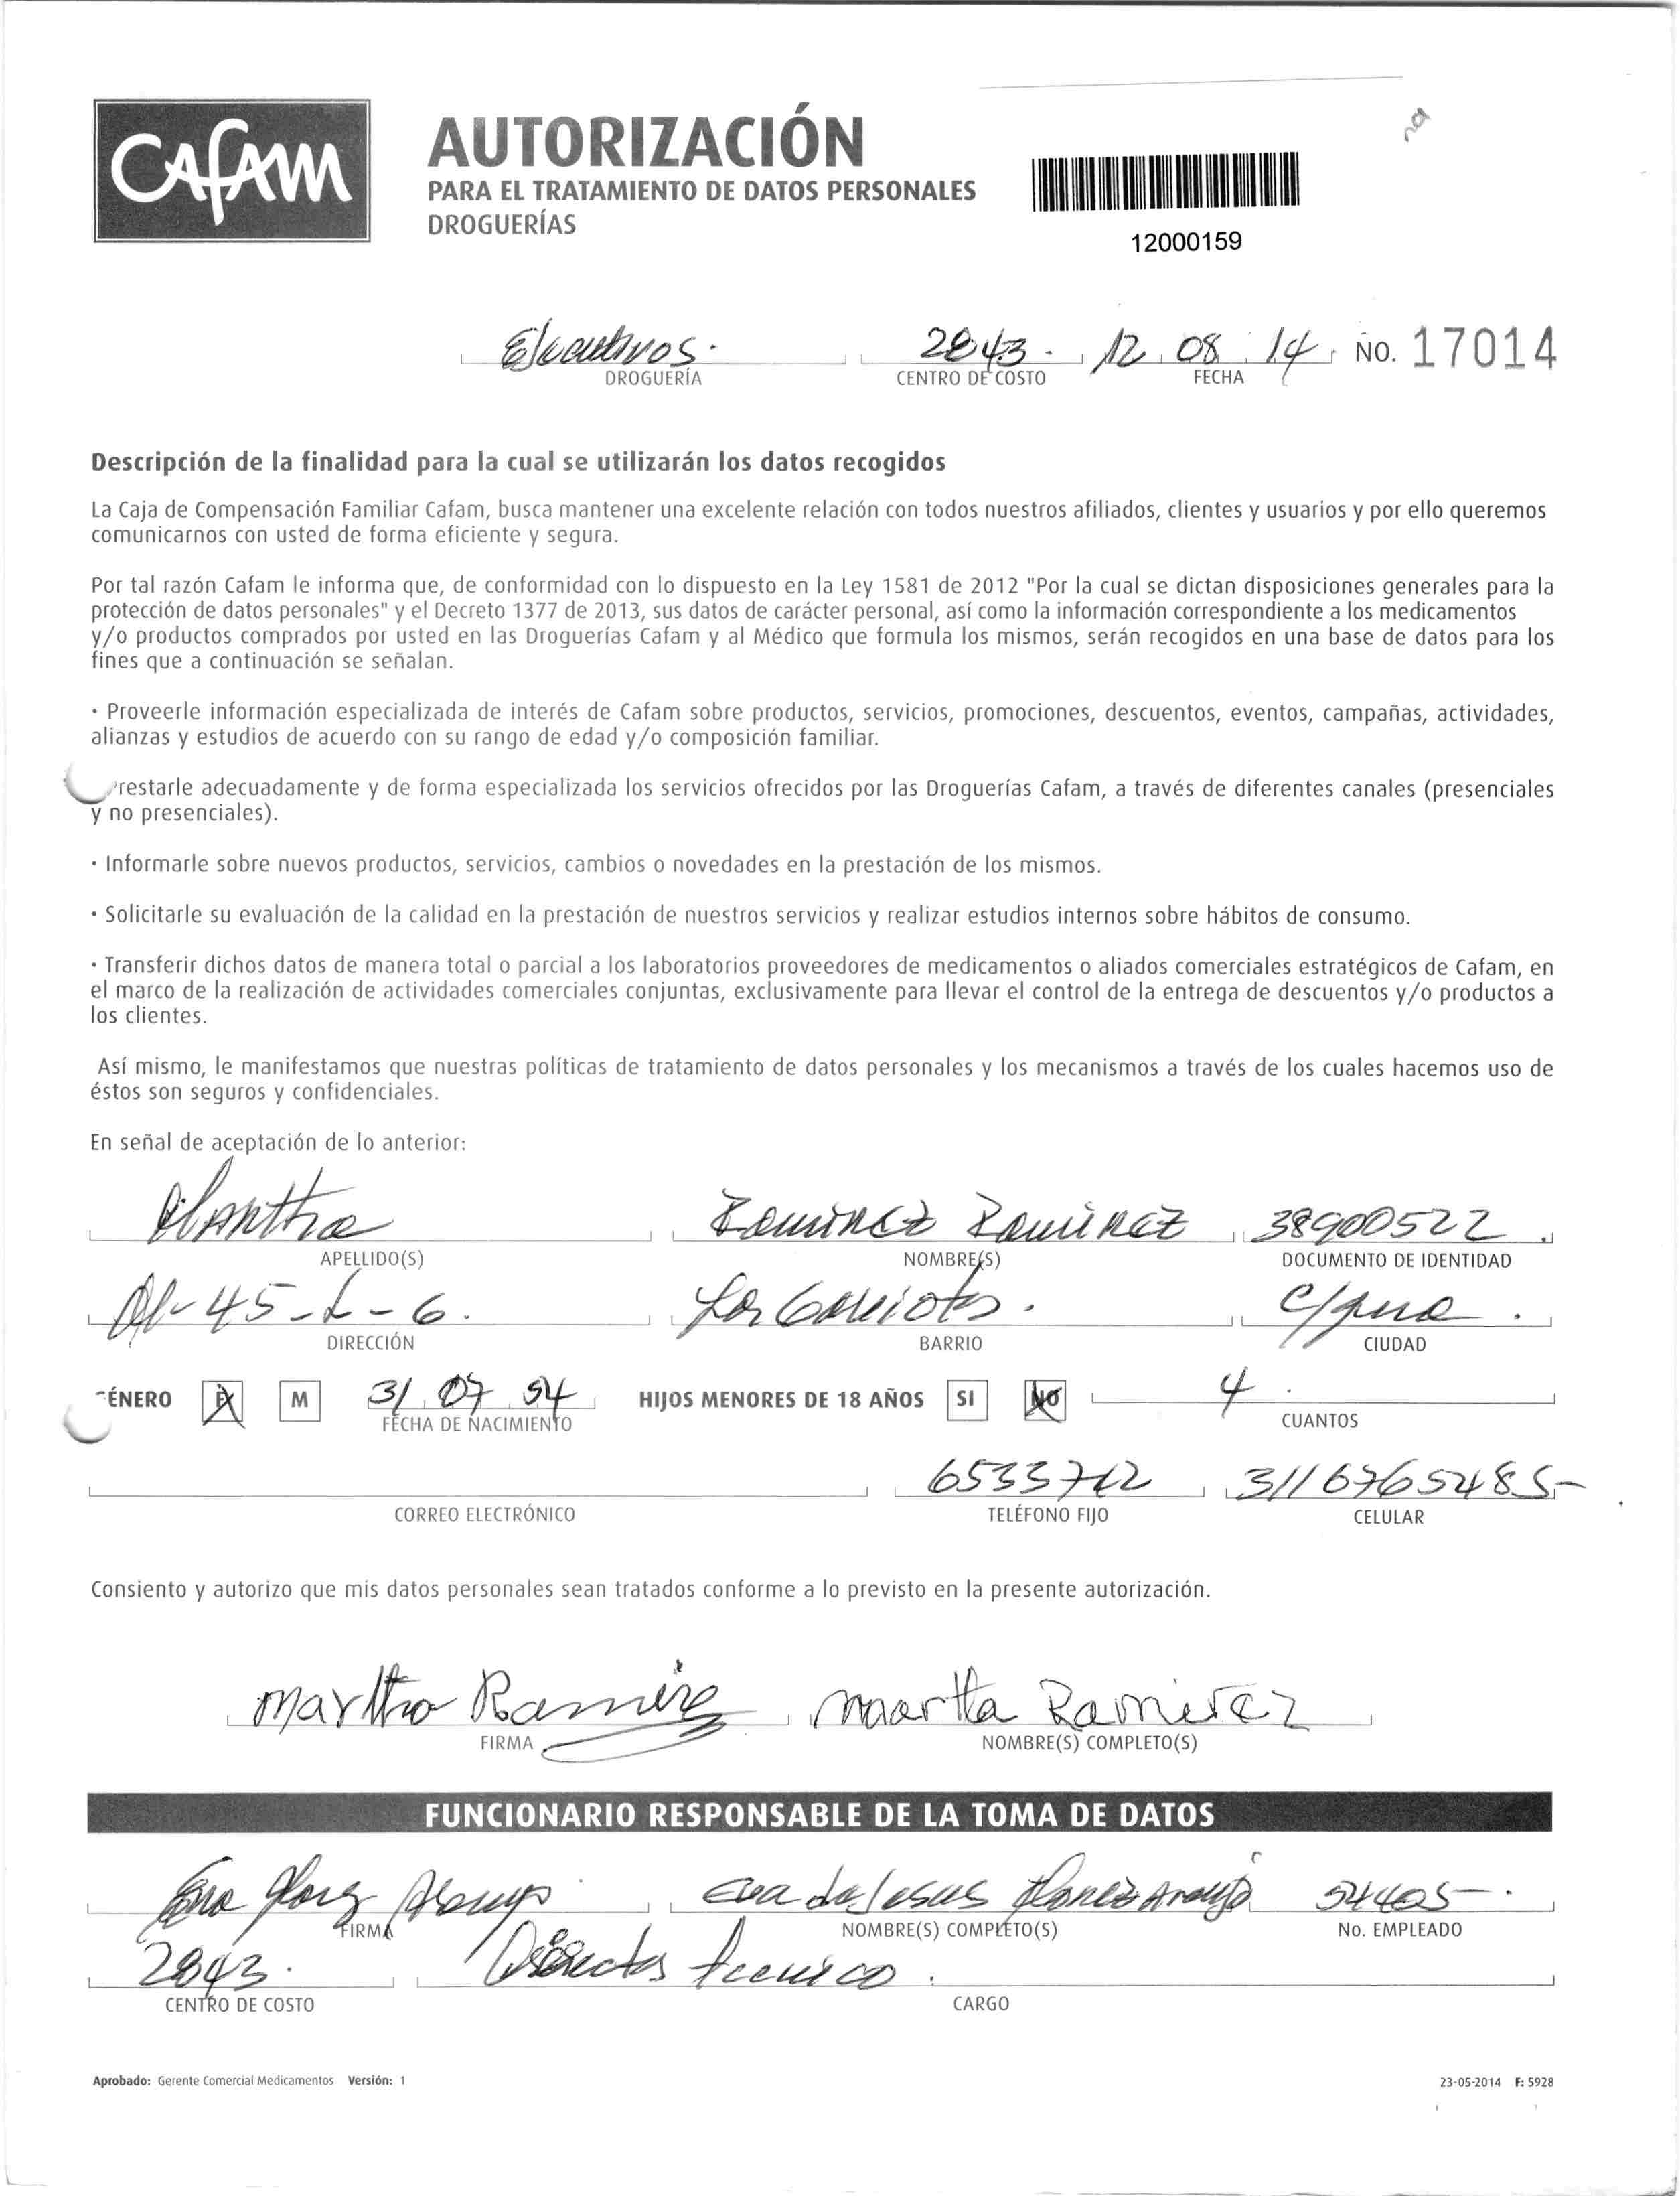 CAFAM
AUTORIZACIÓN
PARA EL TRATAMIENTO DE DATOS PERSONALES
DROGUERÍAS
12000159
Ejecutivos. 2843. 12 08 14 NO. 17014
DROGUERÍA CENTRO DE COSTO FECHA
Descripción de la finalidad para la cual se utilizarán los datos recogidos
La Caja de Compensación Familiar Cafam, busca mantener una excelente relación con todos nuestros afiliados, clientes y usuarios y por ello queremos
comunicarnos con usted de forma eficiente y segura.
Por tal razón Cafam le informa que, de conformidad con lo dispuesto en la Ley 1581 de 2012 "Por la cual se dictan disposiciones generales para la
protección de datos personales" y el Decreto 1377 de 2013, sus datos de carácter personal, así como la información correspondiente a los medicamentos
y/o productos comprados por usted en las Droguerías Cafam y al Médico que formula los mismos, serán recogidos en una base de datos para los
fines que a continuación se señalan.
· Proveerle información especializada de interés de Cafam sobre productos, servicios, promociones, descuentos, eventos, campañas, actividades,
alianzas y estudios de acuerdo con su rango de edad y/o composición familiar.
restarle adecuadamente y de forma especializada los servicios ofrecidos por las Droguerías Cafam, a través de diferentes canales (presenciales
y no presenciales).
· Informarle sobre nuevos productos, servicios, cambios o novedades en la prestación de los mismos.
· Solicitarle su evaluación de la calidad en la prestación de nuestros servicios y realizar estudios internos sobre hábitos de consumo.
· Transferir dichos datos de manera total o parcial a los laboratorios proveedores de medicamentos o aliados comerciales estratégicos de Cafam, en
el marco de la realización de actividades comerciales conjuntas, exclusivamente para llevar el control de la entrega de descuentos y/o productos a
los clientes.
Así mismo, le manifestamos que nuestras políticas de tratamiento de datos personales y los mecanismos a través de los cuales hacemos uso de
éstos son seguros y confidenciales.
En señal de aceptación de lo anterior:
Martha Ramirez Ramirez 38900522.
APELLIDO(S) NOMBRE(S) DOCUMENTO DE IDENTIDAD
45-L-6. Los Gaviotas. C/gena.
DIRECCIÓN BARRIO CIUDAD
ÉNERO F M 31 07 54 HIJOS MENORES DE 18 AÑOS SI NO 4.
FECHA DE NACIMIENTO CUANTOS
6533712 3116765485-
CORREO ELECTRÓNICO TELÉFONO FIJO CELULAR
Consiento y autorizo que mis datos personales sean tratados conforme a lo previsto en la presente autorización.
Martha Ramirez martha Ramirez
FIRMA NOMBRE(S) COMPLETO(S)
FUNCIONARIO RESPONSABLE DE LA TOMA DE DATOS
Eva Araujo Eva de Jesus Araujo 54405-.
FIRMA NOMBRE(S) COMPLETO(S) No. EMPLEADO
2843. Director tecnico.
CENTRO DE COSTO CARGO
Aprobado: Gerente Comercial Medicamentos Versión: 1 23-05-2014 F: 5928